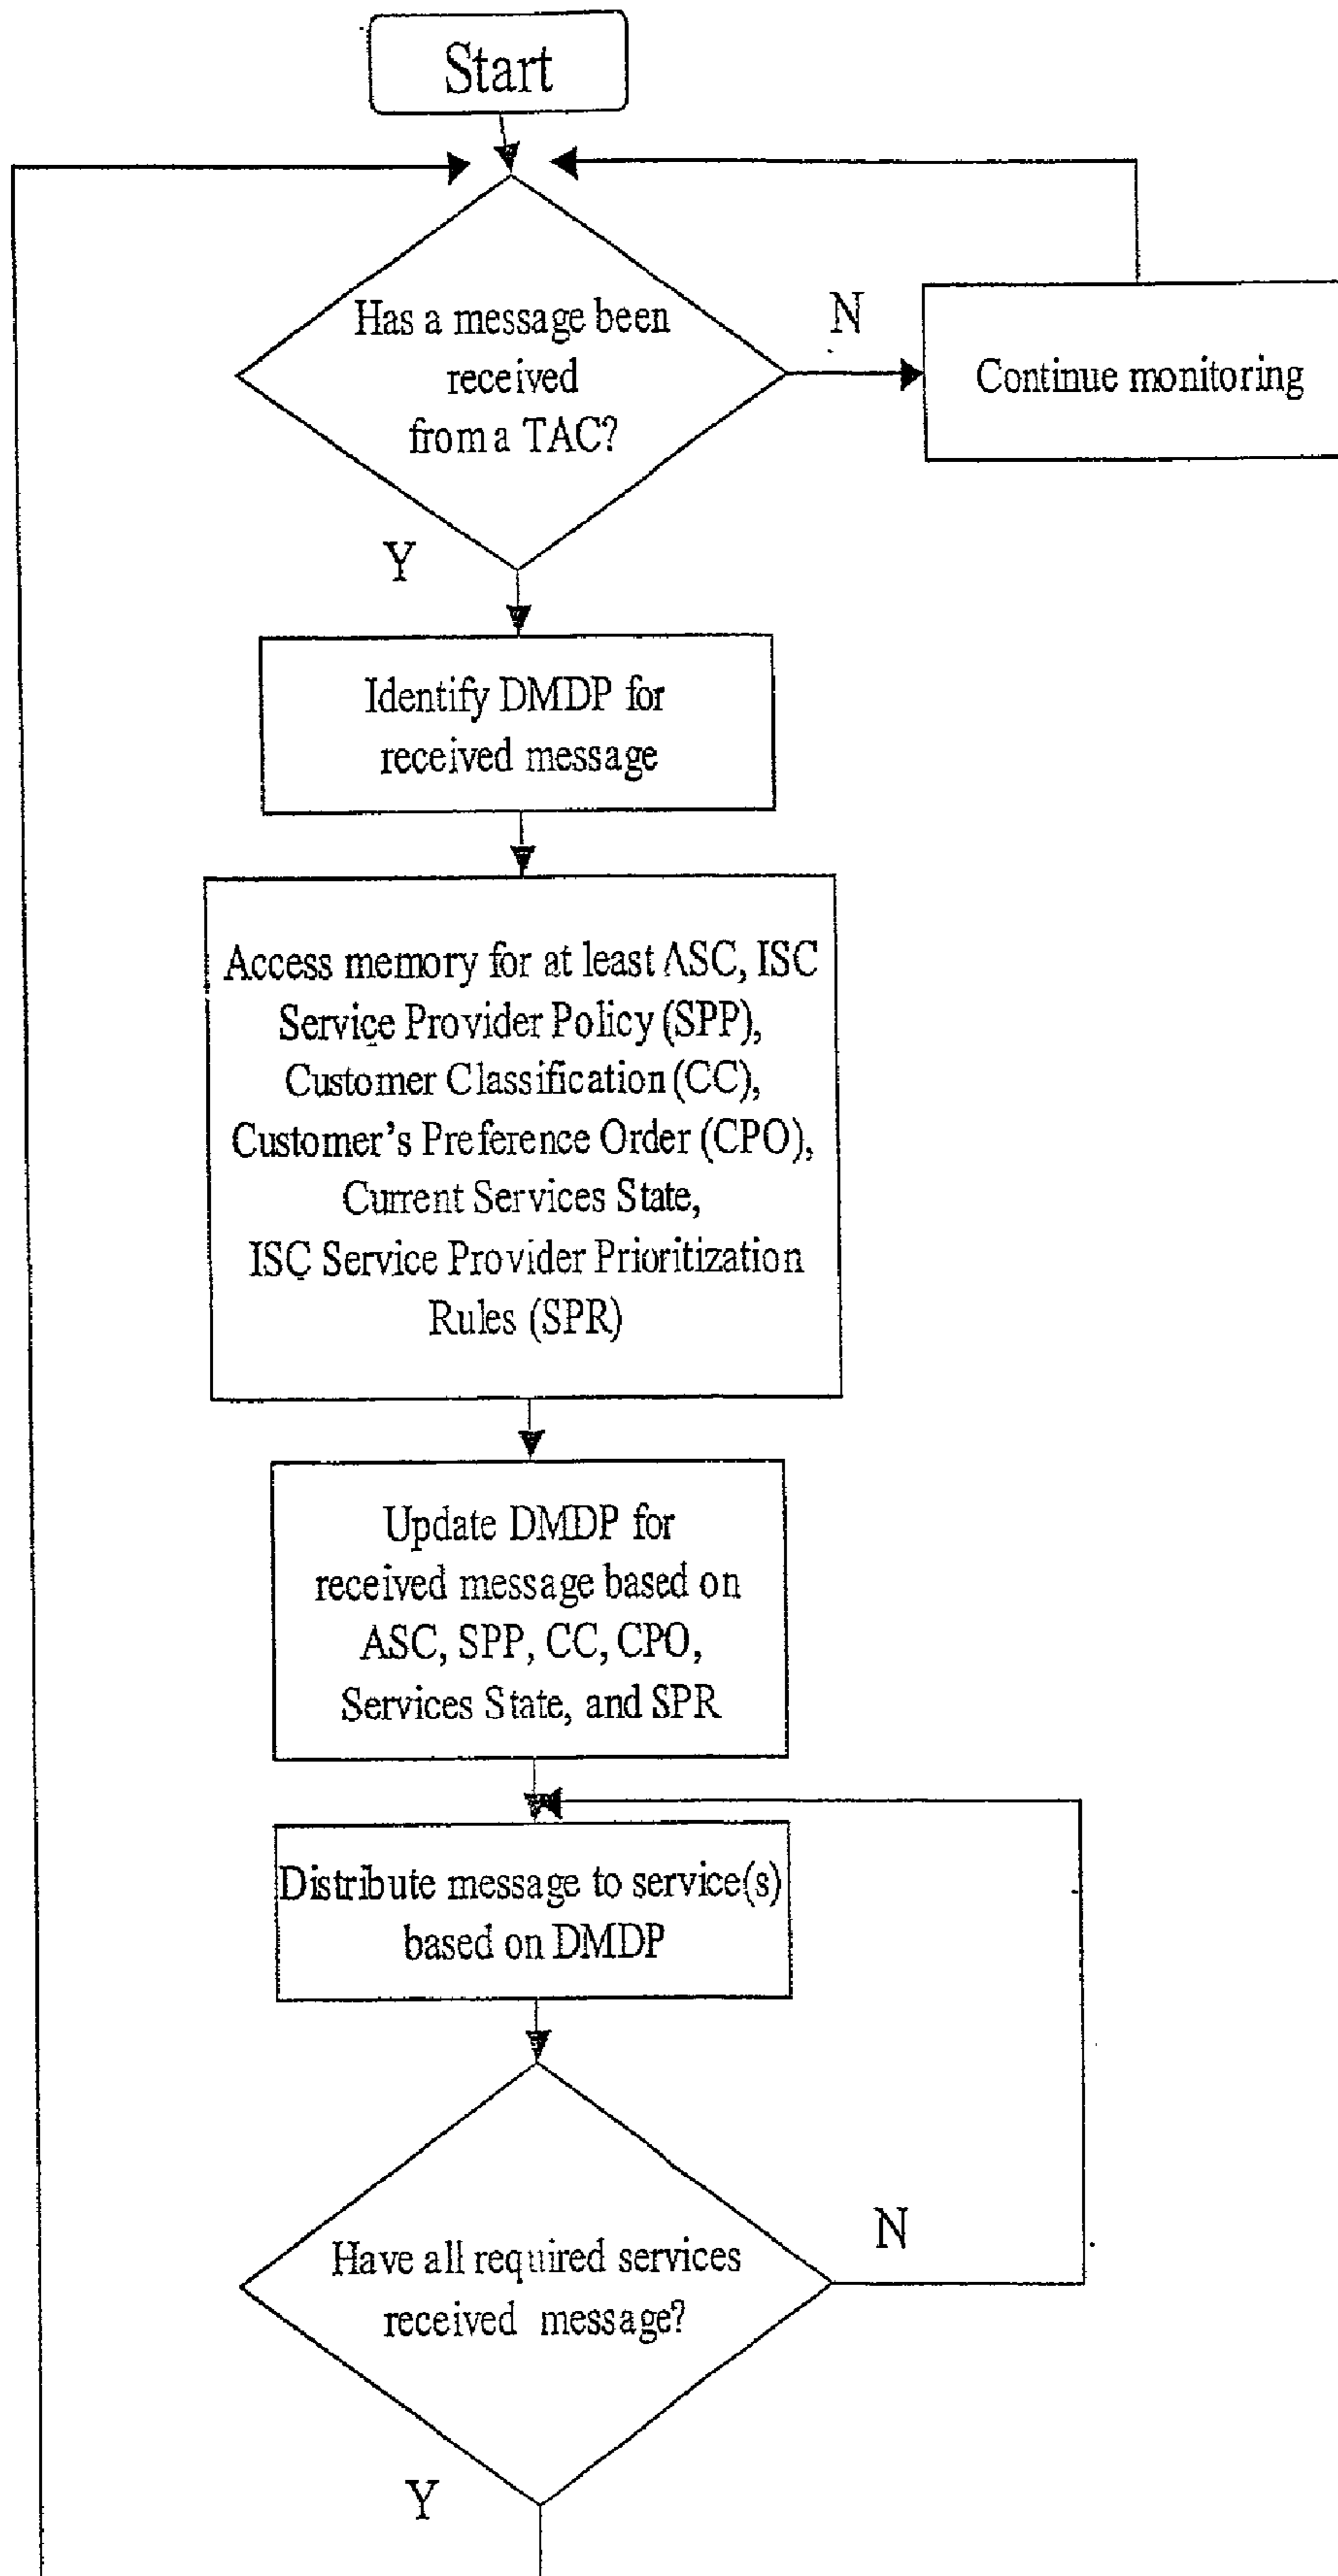 Start
Has a message been
received
from a TAC?
N
Continue monitoring
Y
Identify DMDP for
received message
Access memory for at least ASC, ISC
Service Provider Policy (SPP),
Customer Classification (CC),
Customer's Preference Order (CPO),
Current Services State,
ISC Service Provider Prioritization
Rules (SPR)
Update DMDP for
received message based on
ASC, SPP, CC, CPO,
Services State, and SPR
Distribute message to service(s)
based on DMDP
Have all required services
received message?
N
Y